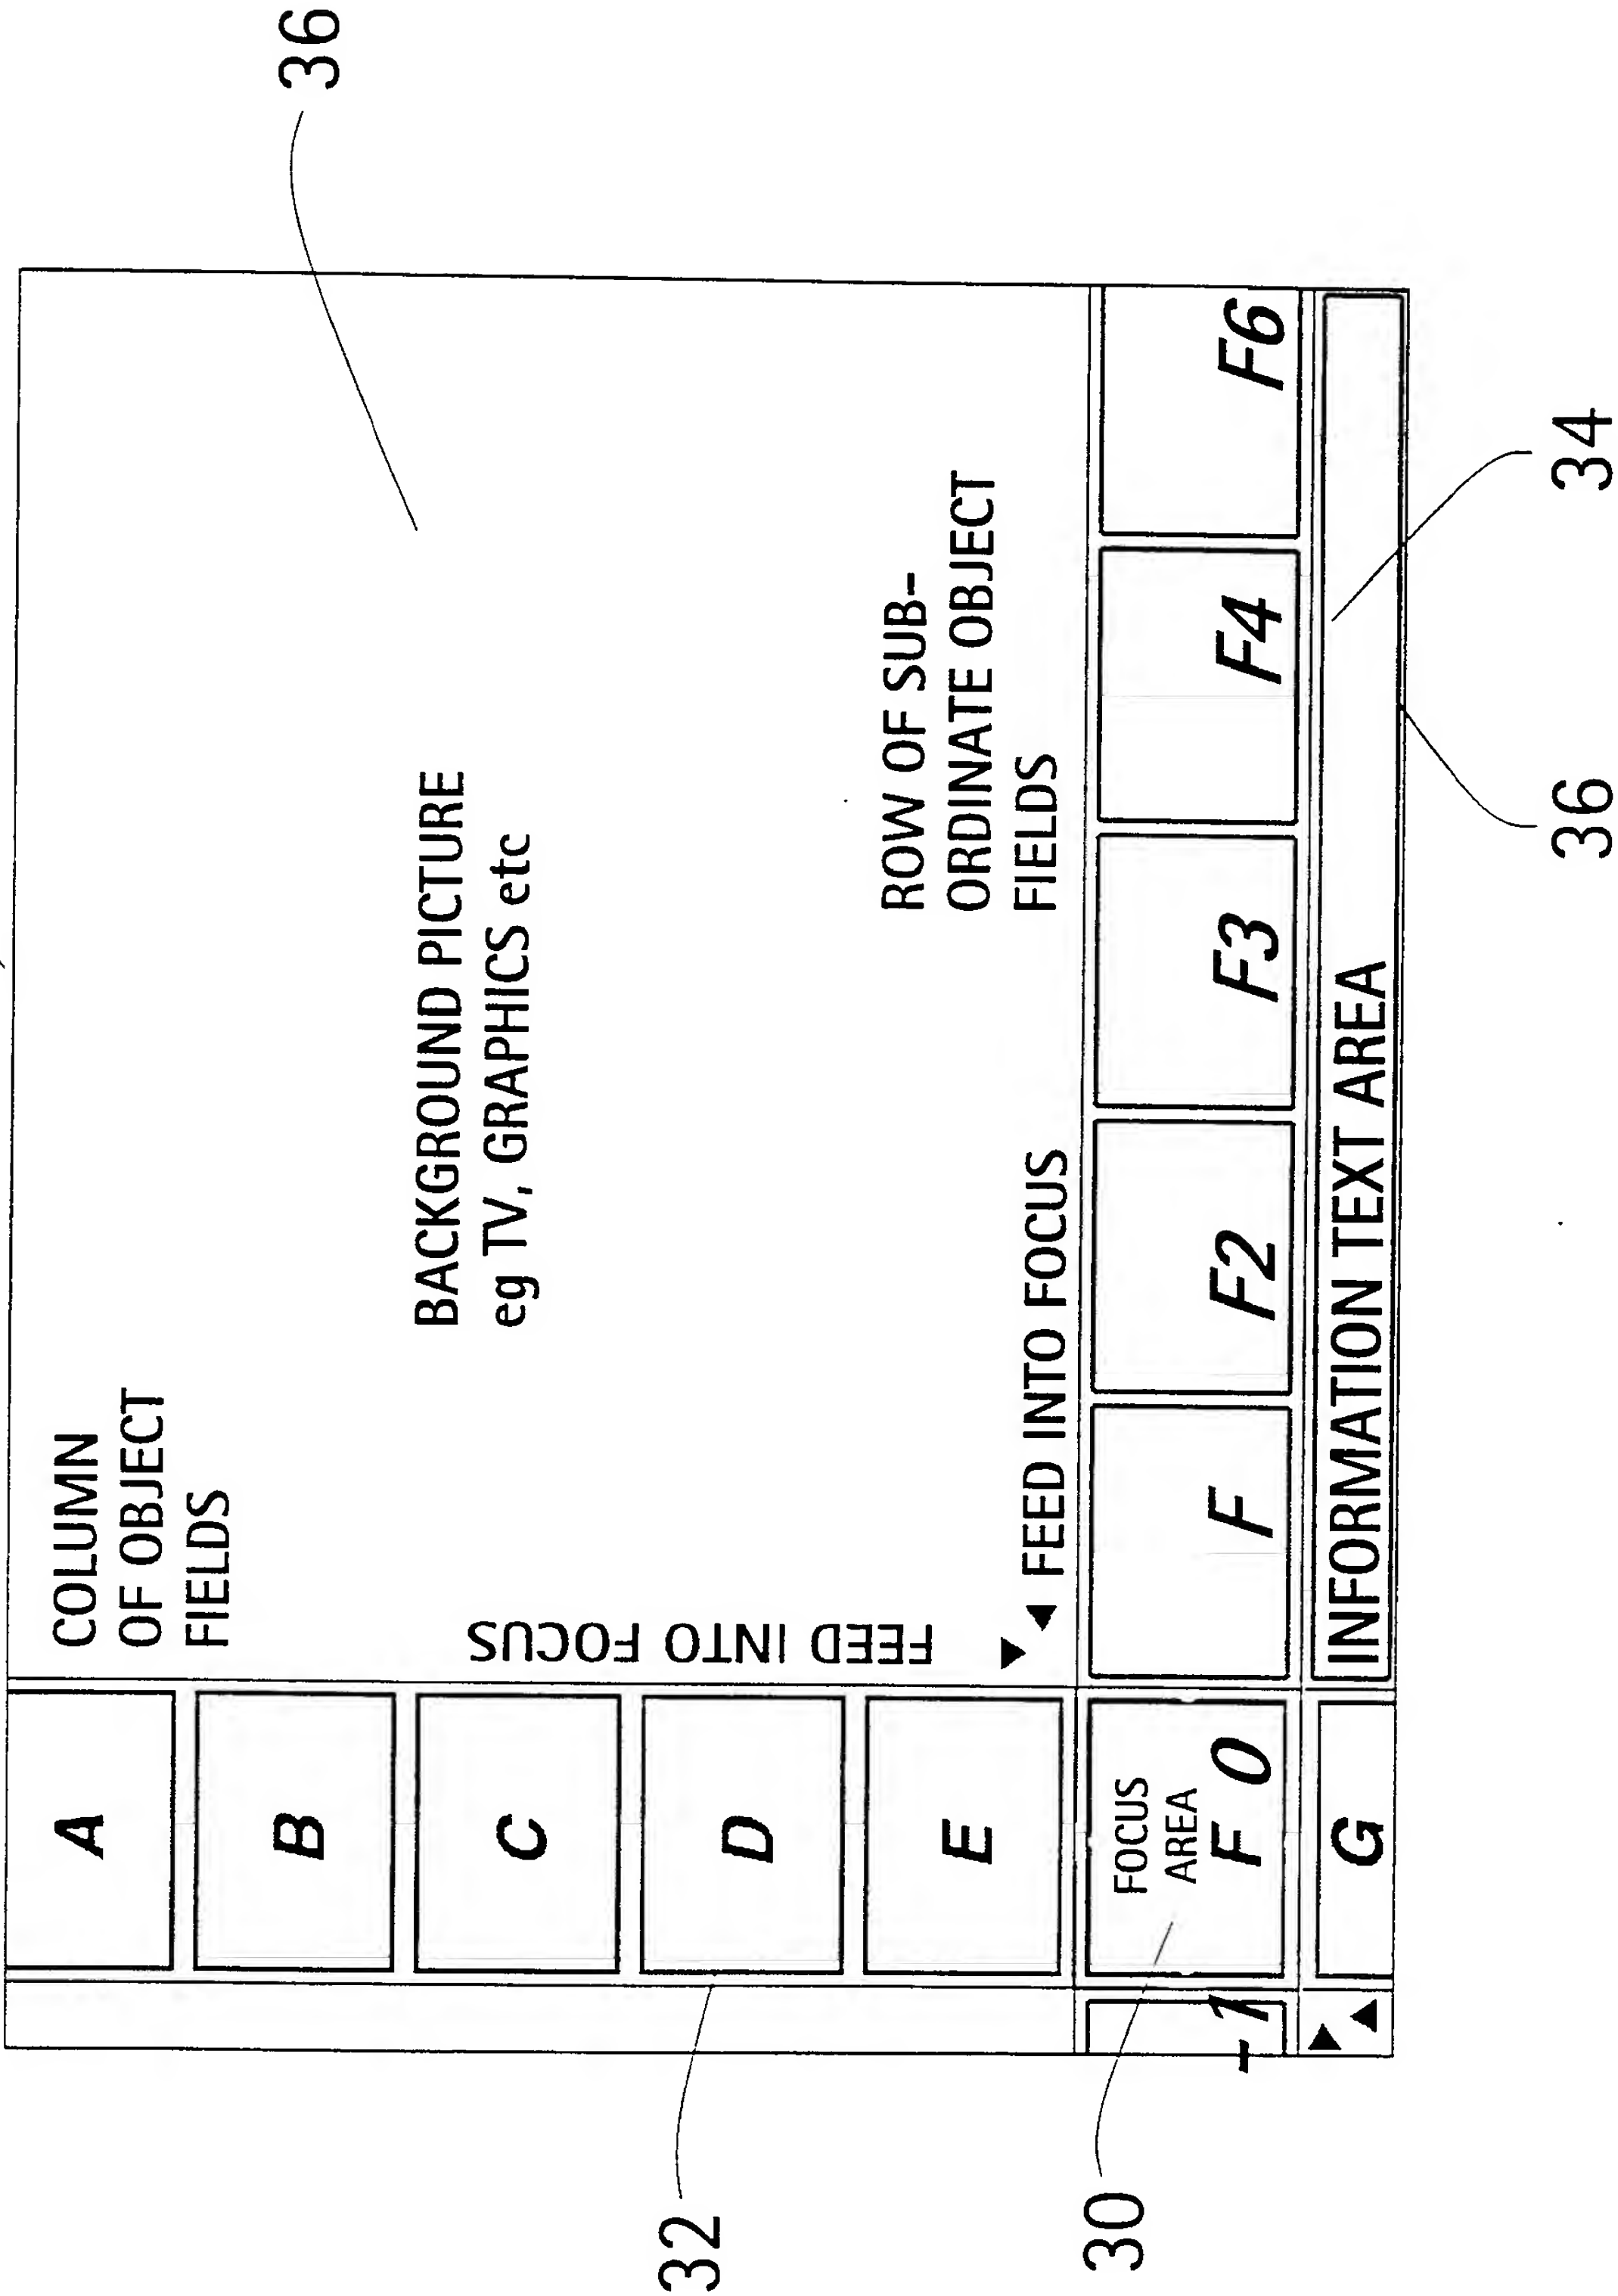 36
A
COLUMN
OF OBJECT
FIELDS
B
BACKGROUND PICTURE
eg TV, GRAPHICS etc
C
FEED INTO FOCUS
32
D
ROW OF SUB-
ORDINATE OBJECT
FIELDS
E
FEED INTO FOCUS
30
FOCUS
AREA
-1
F 0
F
F2
F3
F4
F6
G
INFORMATION TEXT AREA
36
34